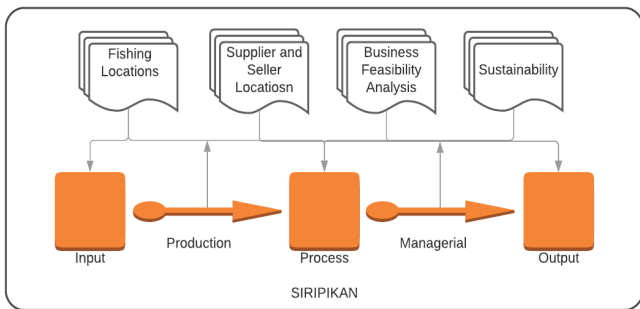 Fishing
Locations
Supplier and
Seller
Locatiosn
Business
Feasibility
Analysis
Sustainability
Production
Managerial
Input
Process
Output
SIRIPIKAN